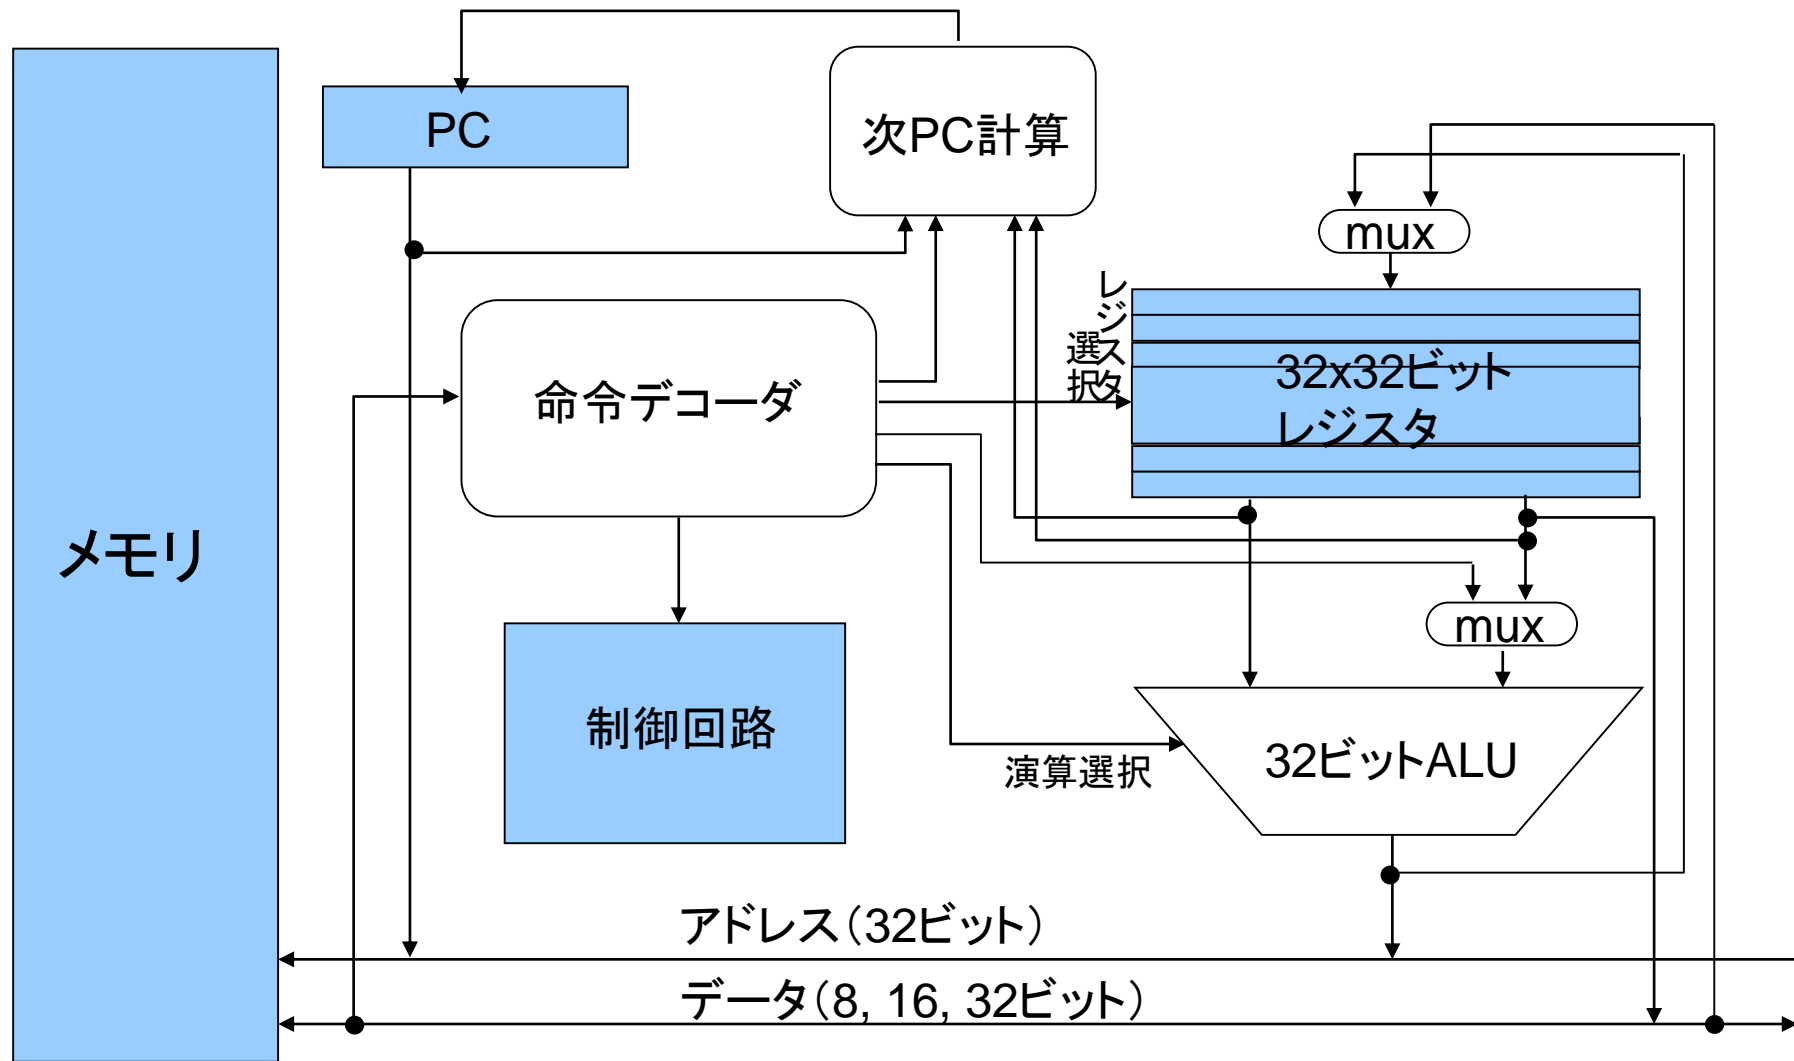 PC
次PC計算
mux
レジスタ
選択
32x32ビット
レジスタ
命令デコーダ
メモリ
mux
制御回路
32ビットALU
演算選択
アドレス（32ビット）
データ（8, 16, 32ビット）